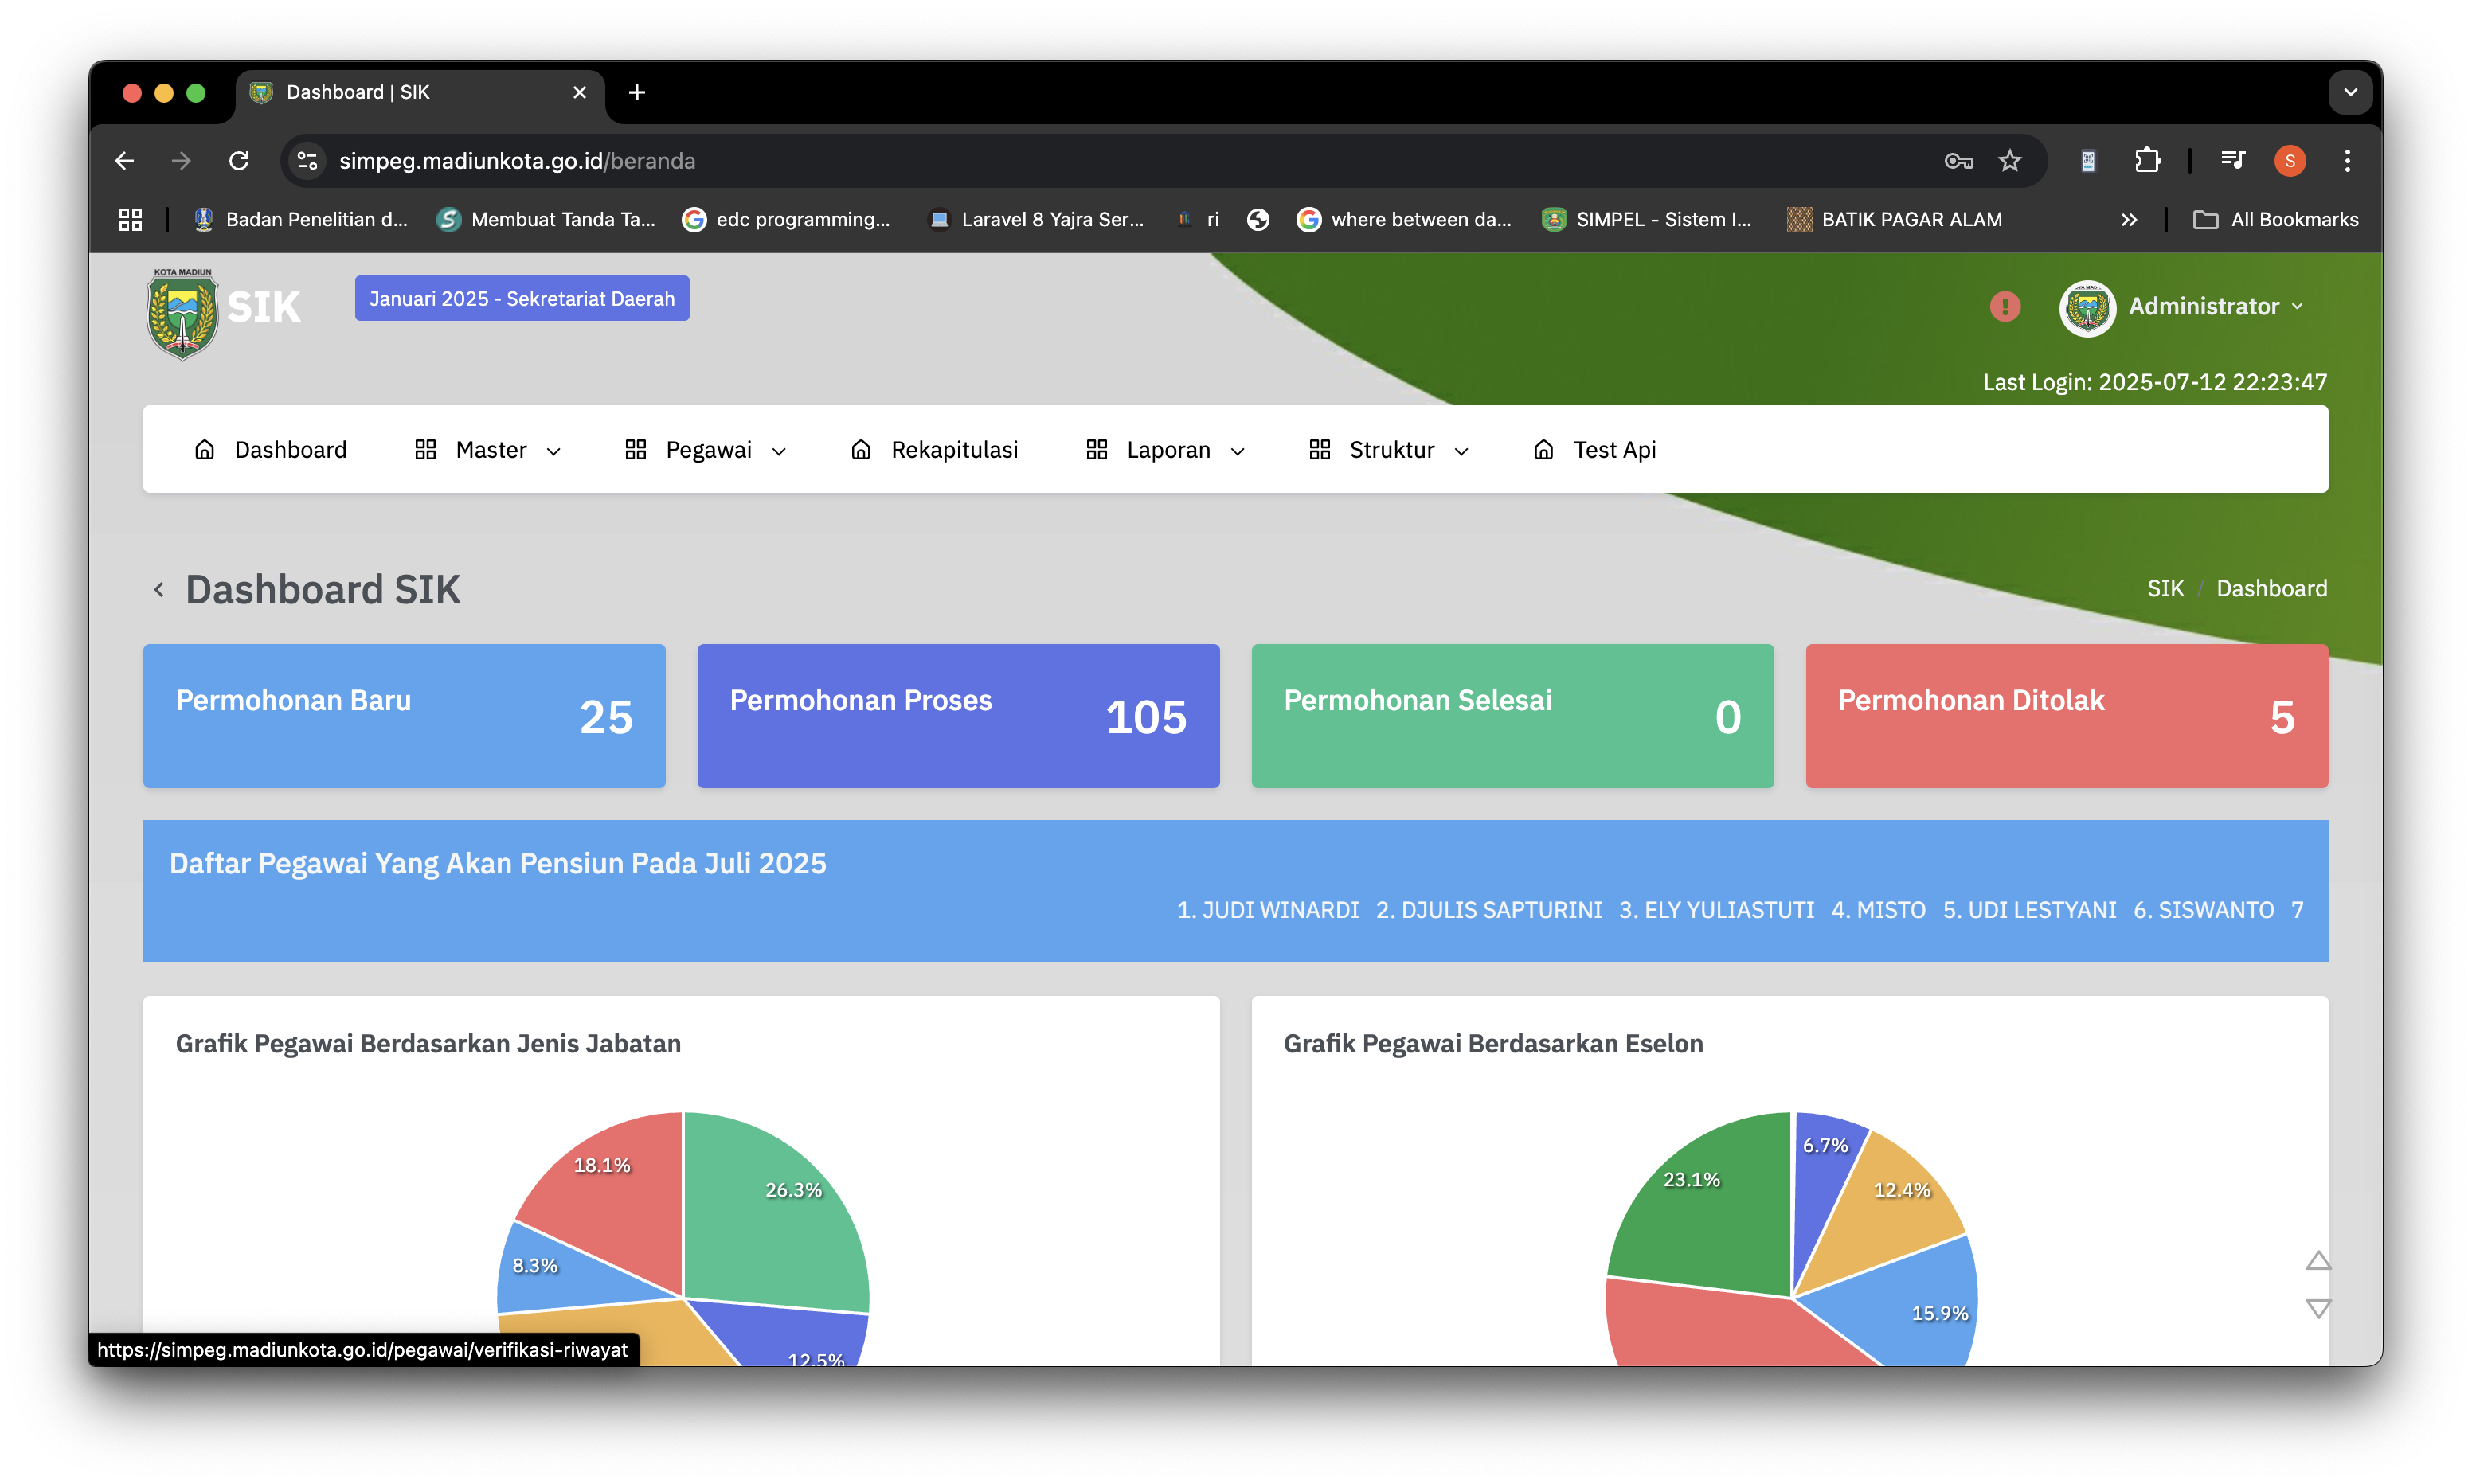 Dashboard | SIK
simpeg.madiunkota.go.id/beranda
S
Badan Penelitian d... Membuat Tanda Ta... edc programming... Laravel 8 Yajra Ser... ri where between da... SIMPEL - Sistem I... BATIK PAGAR ALAM All Bookmarks
KOTA MADIUN
SIK
Januari 2025 - Sekretariat Daerah
Administrator
Last Login: 2025-07-12 22:23:47
Dashboard Master Pegawai Rekapitulasi Laporan Struktur Test Api
Dashboard SIK
SIK / Dashboard
Permohonan Baru
25
Permohonan Proses
105
Permohonan Selesai
0
Permohonan Ditolak
5
Daftar Pegawai Yang Akan Pensiun Pada Juli 2025
1. JUDI WINARDI 2. DJULIS SAPTURINI 3. ELY YULIASTUTI 4. MISTO 5. UDI LESTYANI 6. SISWANTO 7
Grafik Pegawai Berdasarkan Jenis Jabatan
18.1%
26.3%
8.3%
12.5%
Grafik Pegawai Berdasarkan Eselon
6.7%
23.1%
12.4%
15.9%
https://simpeg.madiunkota.go.id/pegawai/verifikasi-riwayat